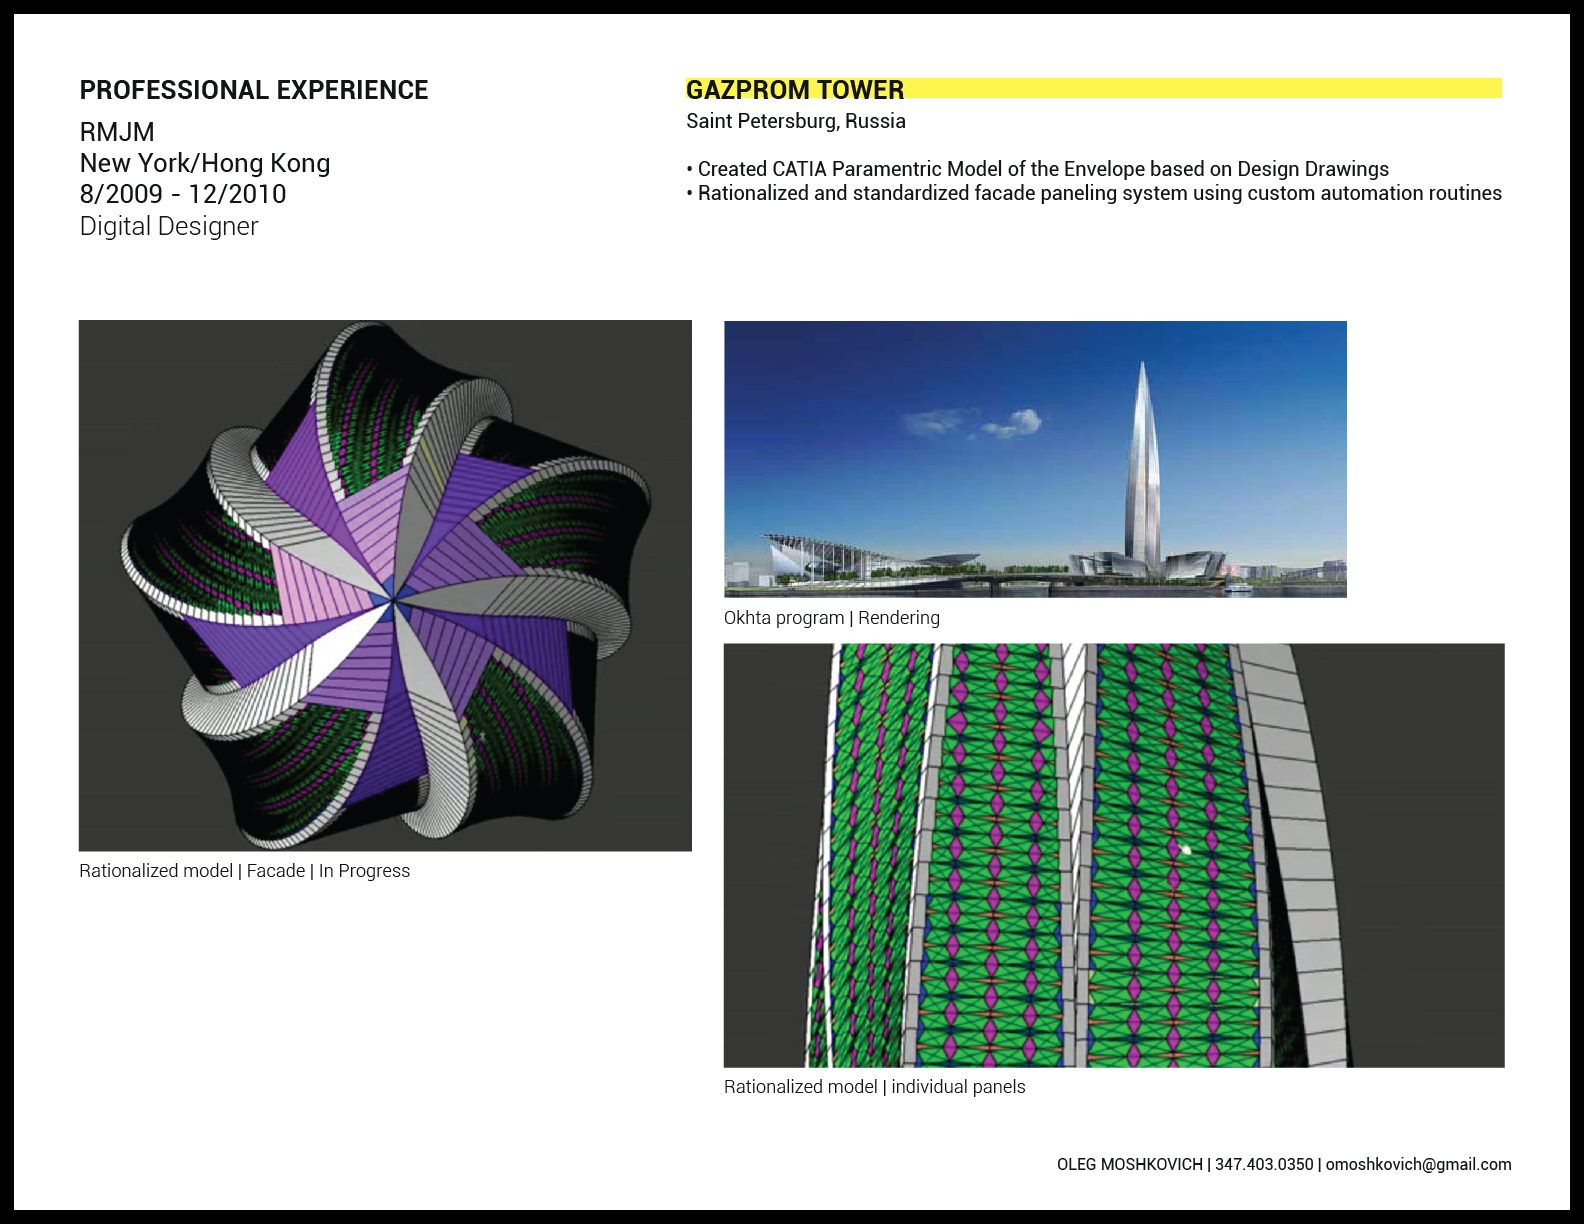 PROFESSIONAL EXPERIENCE
RMJM
New York/Hong Kong
8/2009 - 12/2010
Digital Designer
GAZPROM TOWER
Saint Petersburg, Russia
• Created CATIA Paramentric Model of the Envelope based on Design Drawings
• Rationalized and standardized facade paneling system using custom automation routines
Rationalized model | Facade | In Progress
Okhta program | Rendering
Rationalized model | individual panels
OLEG MOSHKOVICH | 347.403.0350 | omoshkovich@gmail.com